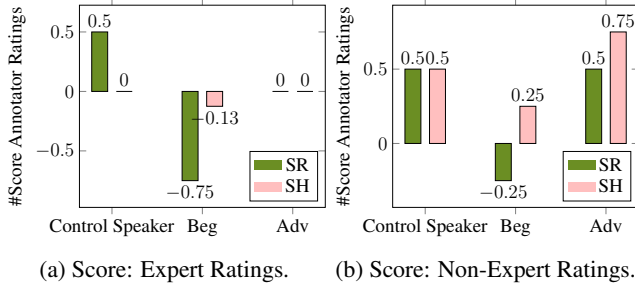 0.5
0.5
0
0
0
0
−0.5
−0.13
−0.75
#Score Annotator Ratings
Control Speaker Beg Adv
SR
SH
(a) Score: Expert Ratings.
0.75
0.5 0.5
0.5
0.5
0.25
0
−0.25
#Score Annotator Ratings
Control Speaker Beg Adv
SR
SH
(b) Score: Non-Expert Ratings.